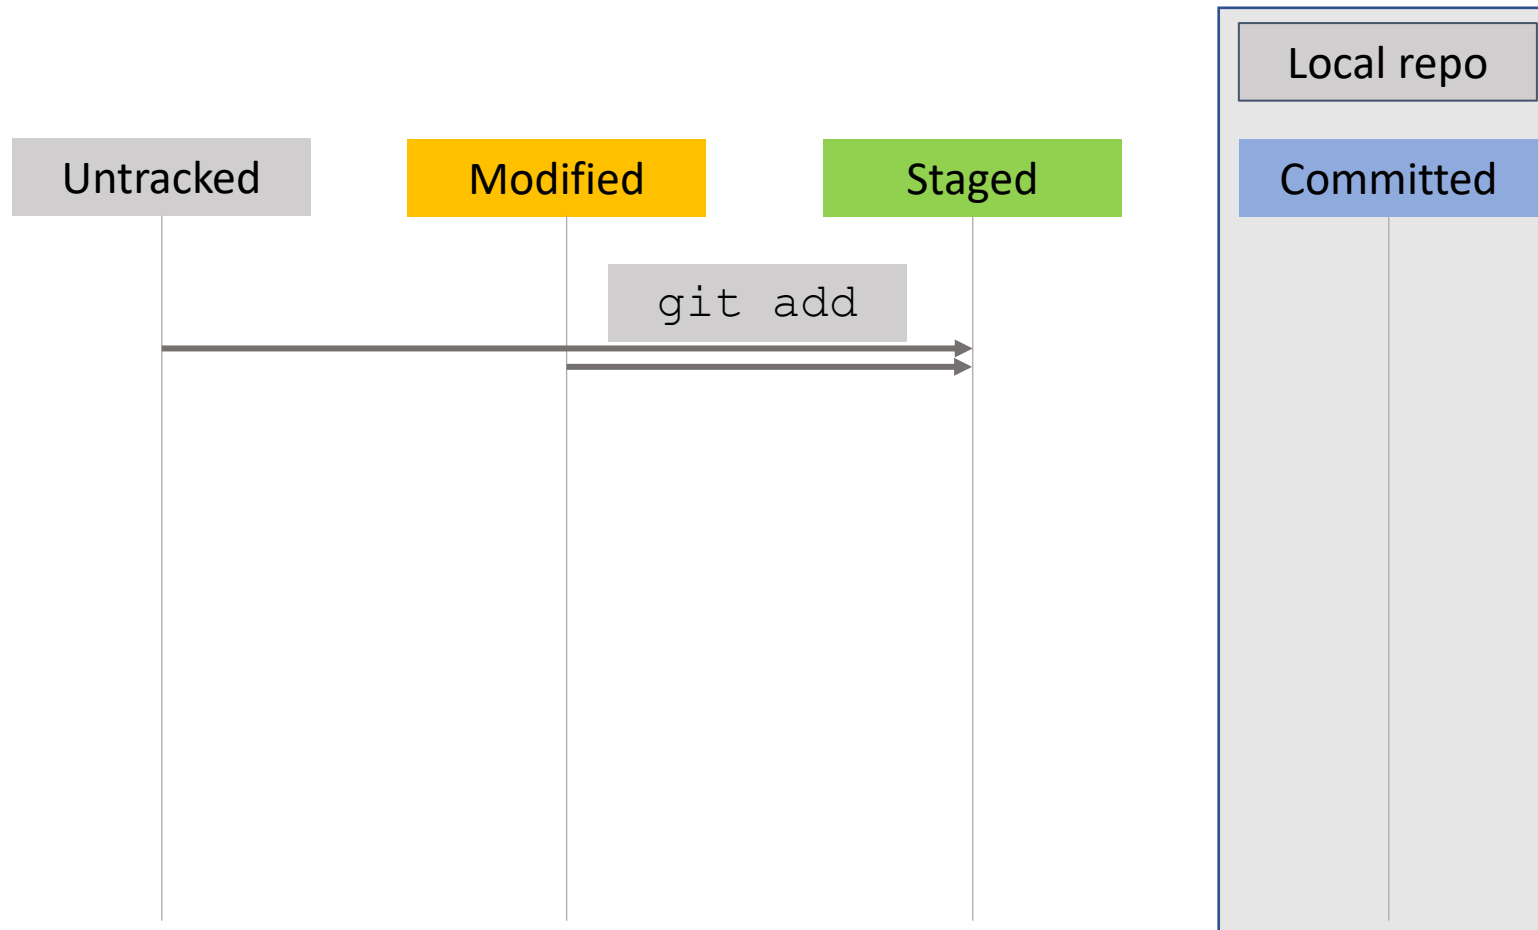 Local repo
Untracked
Modified
Staged
Committed
git add